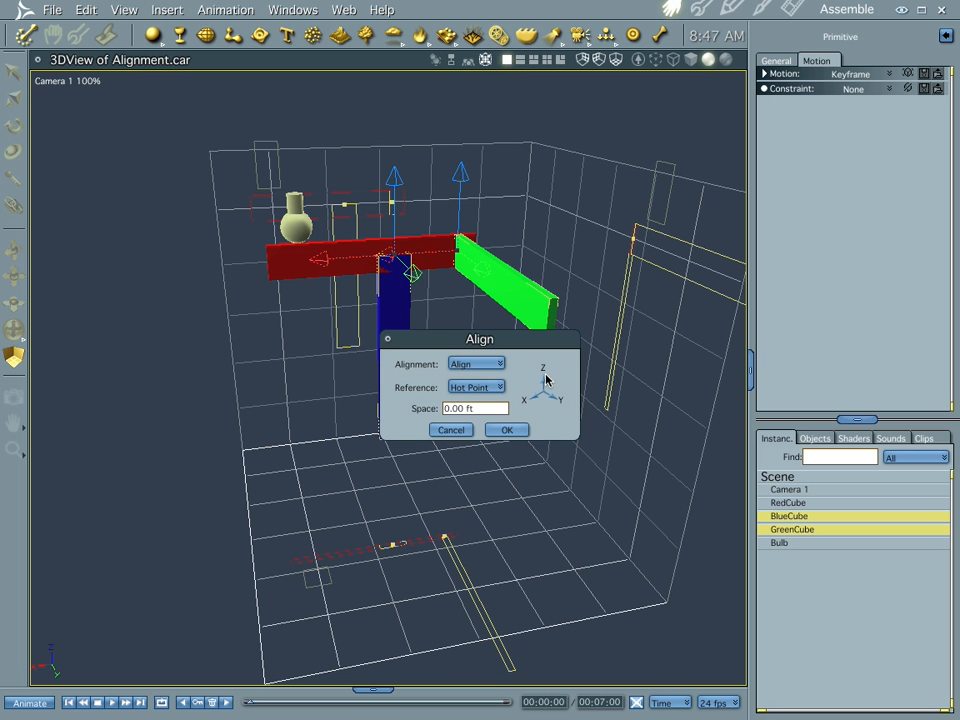 File Edit View Insert Animation Windows Web Help Assemble
8:47 AM
3DView of Alignment.car
Camera 1 100%
Primitive
General Motion
Motion: Keyframe
Constraint: None
Align
Alignment: Align
Reference: Hot Point
Space: 0.00 ft
Cancel OK
Z
X Y
Instanc. Objects Shaders Sounds Clips
Find: All
Scene
Camera 1
RedCube
BlueCube
GreenCube
Bulb
Z
Y
Animate 00:00:00 / 00:07:00 Time 24 fps